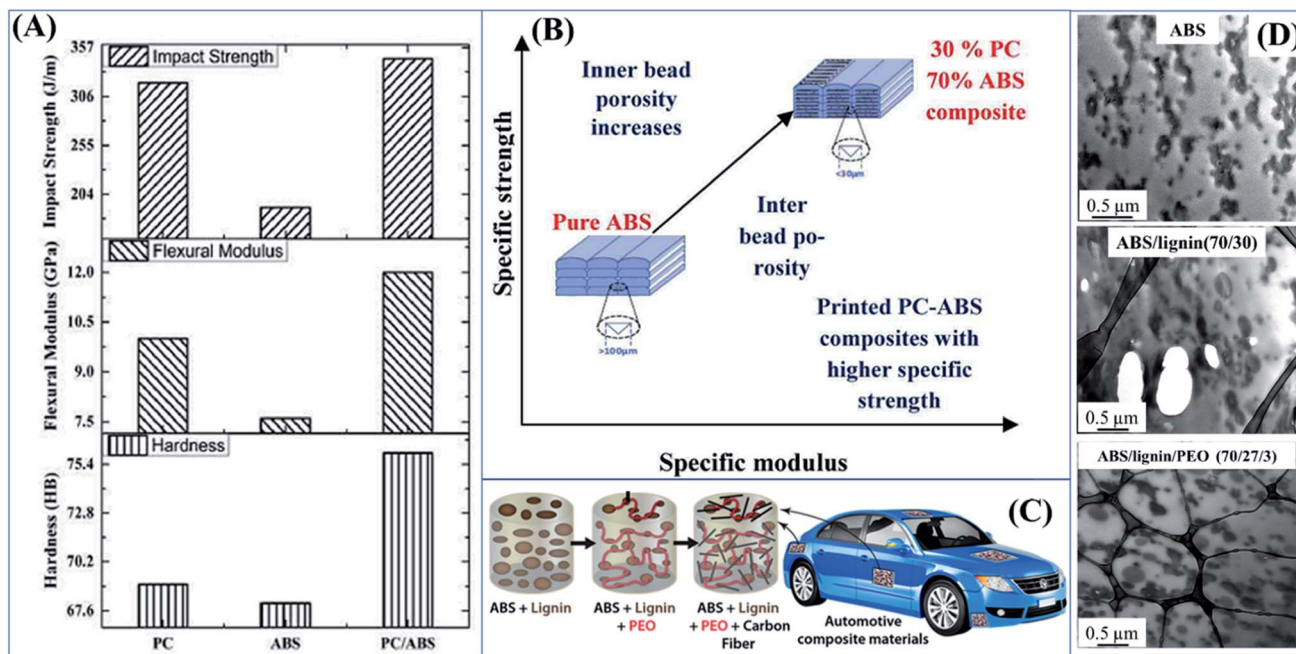 (A)
Impact Strength
Impact Strength (J/m)
357
306
255
204
Flexural Modulus
Flexural Modulus (GPa)
12.0
10.5
9.0
7.5
Hardness
Hardness (HB)
75.4
72.8
70.2
67.6
PC
ABS
PC/ABS
(B)
Specific strength
Inner bead
porosity
increases
30 % PC
70% ABS
composite
<30µm
Pure ABS
>100µm
Inter
bead po-
rosity
Printed PC-ABS
composites with
higher specific
strength
Specific modulus
(C)
ABS + Lignin
ABS + Lignin
+ PEO
ABS + Lignin
+ PEO + Carbon
Fiber
Automotive
composite materials
(D)
ABS
0.5 µm
ABS/lignin(70/30)
0.5 µm
ABS/lignin/PEO (70/27/3)
0.5 µm